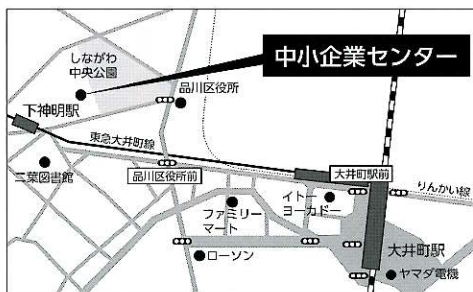 中小企業センター
しながわ
中央公園
品川区役所
下神明駅
東急大井町線
大井町駅前
りんかい線
二葉図書館
品川区役所前
イトー
ヨーカドー
ファミリー
マート
大井町駅
ローソン
ヤマダ電機